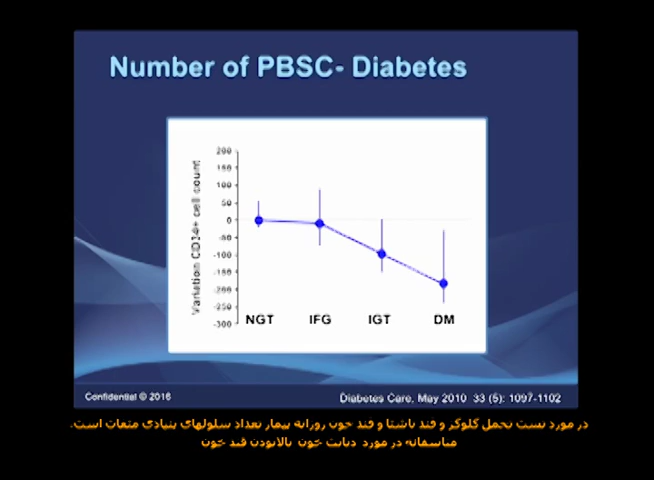 Number of PBSC- Diabetes
Variation CD34+ cell count
200
150
100
50
0
-50
-100
-150
-200
-250
-300
NGT IFG IGT DM
Confidential © 2016
Diabetes Care, May 2010 33 (5): 1097-1102
در مورد تست تحمل گلوکز و قند ناشتا و قند خون روزانه بیمار تعداد سلولهای بنیادی متفات است.
متاسفانه در مورد دیابت چون بالابودن قند خون